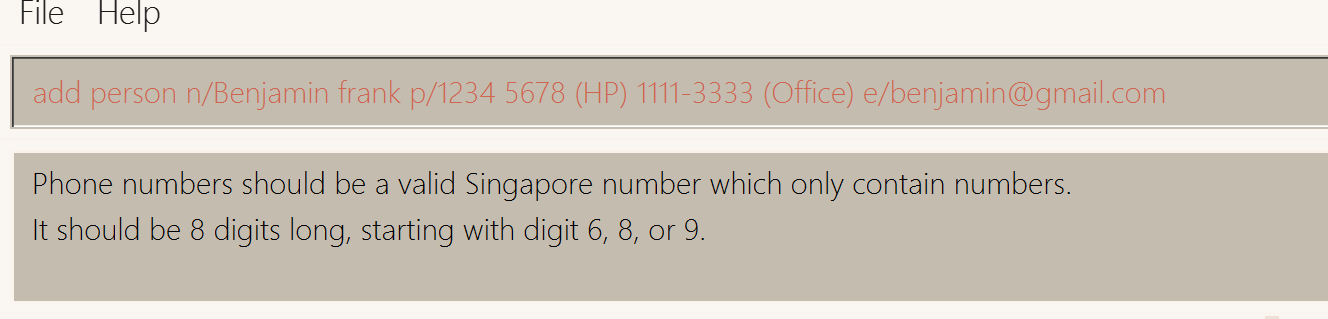 File Help
add person n/Benjamin frank p/1234 5678 (HP) 1111-3333 (Office) e/benjamin@gmail.com
Phone numbers should be a valid Singapore number which only contain numbers.
It should be 8 digits long, starting with digit 6, 8, or 9.